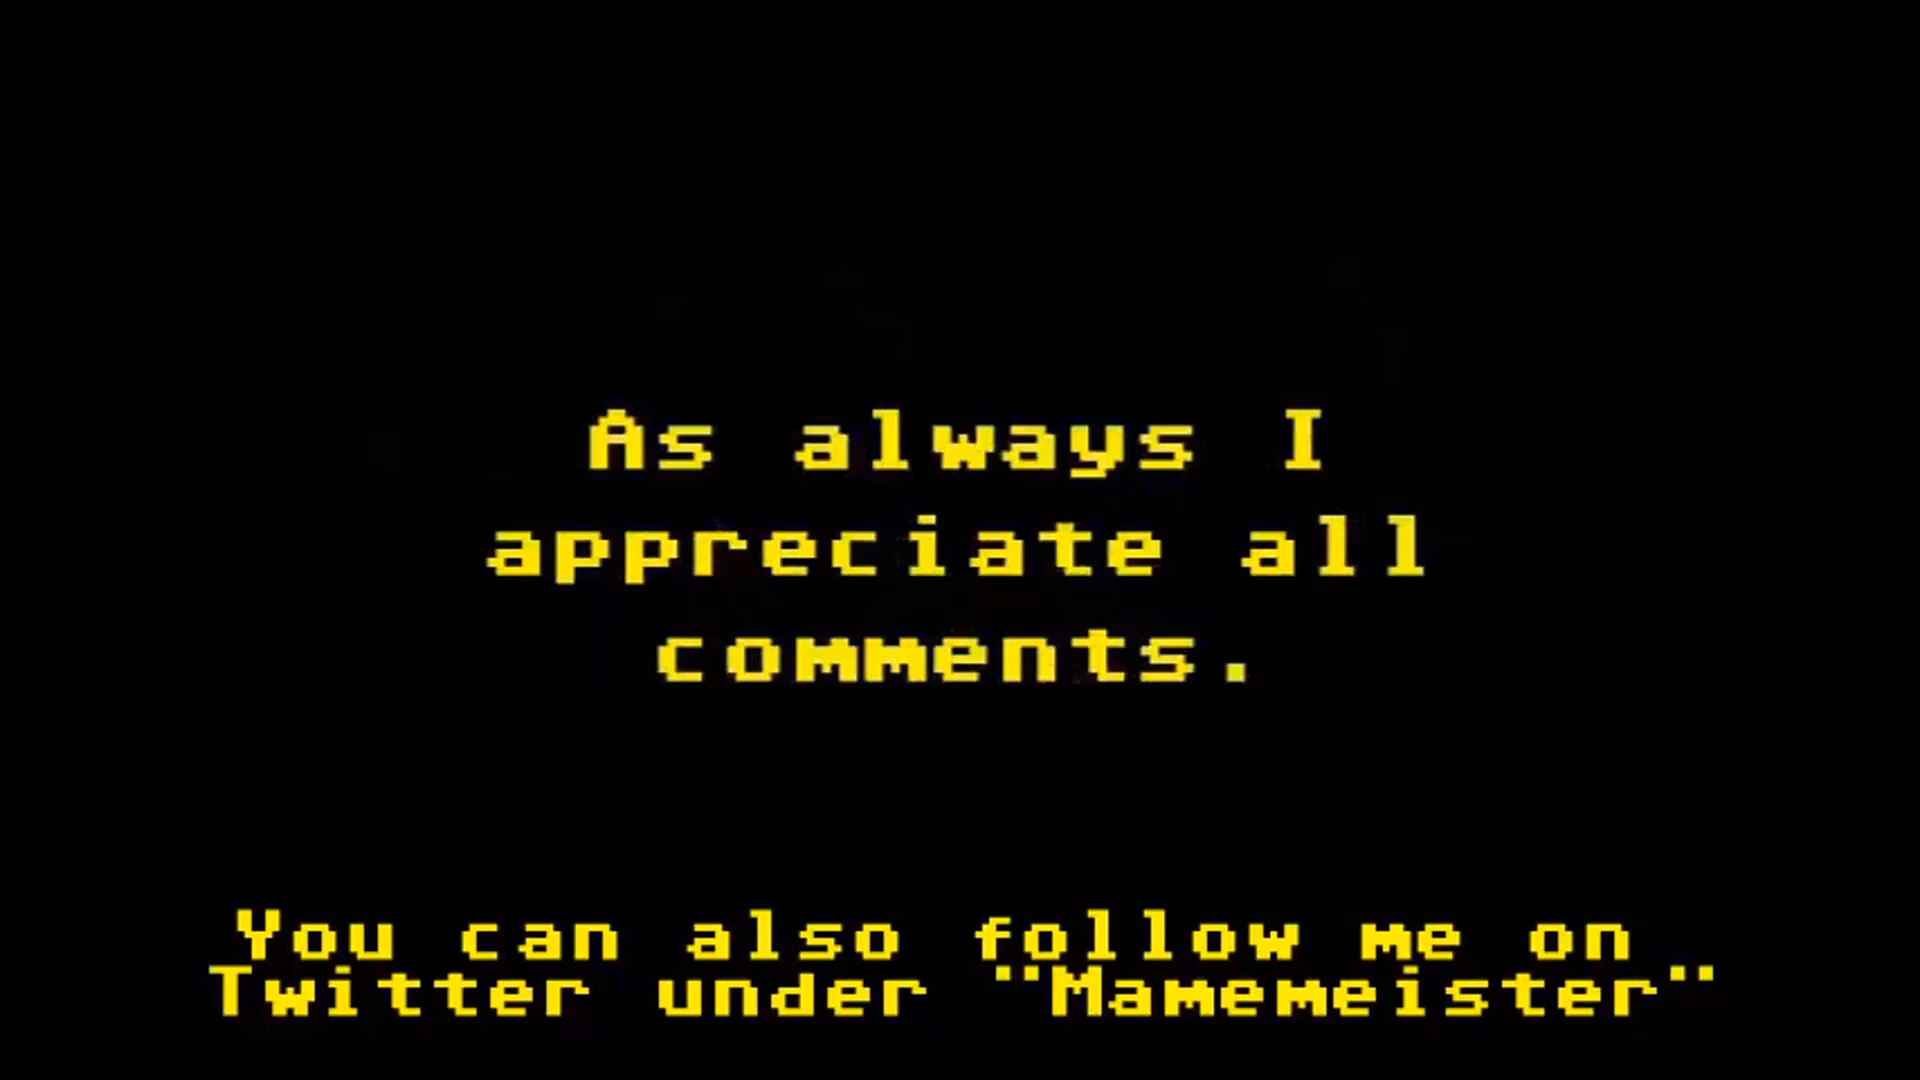 As always I
appreciate all
comments.
You can also follow me on
Twitter under "Mamemeister"